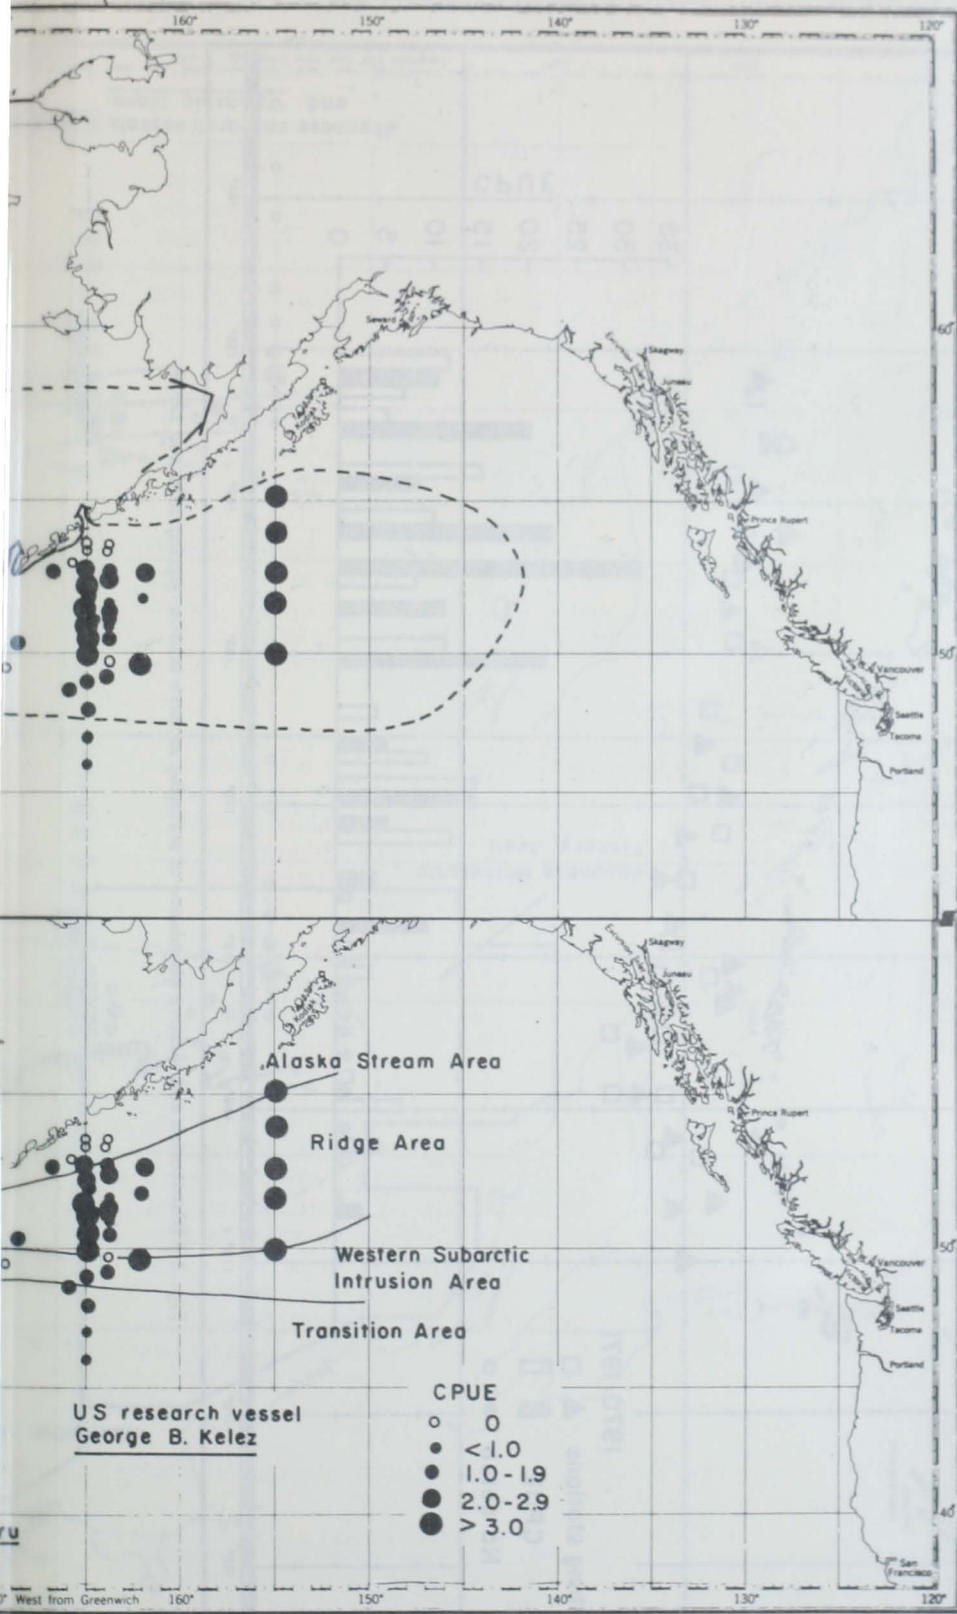 160°
150°
140°
130°
120°
Seward
60°
Skagway
Juneau
Kodiak
Prince Rupert
50°
Vancouver
Seattle
Tacoma
Portland
Skagway
Juneau
Kodiak
Alaska Stream Area
Prince Rupert
Ridge Area
50°
Vancouver
Western Subarctic
Intrusion Area
Seattle
Transition Area
Tacoma
Portland
CPUE
US research vessel
George B. Kelez
0
<1.0
1.0-1.9
2.0-2.9
>3.0
40°
ru
San
Francisco
West from Greenwich
160°
150°
140°
130°
120°